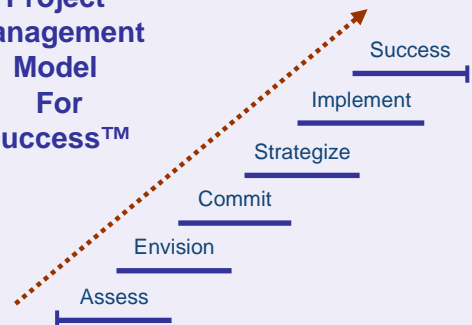 Project
anagement
Model
For
uccess™
Success
Implement
Strategize
Commit
Envision
Assess